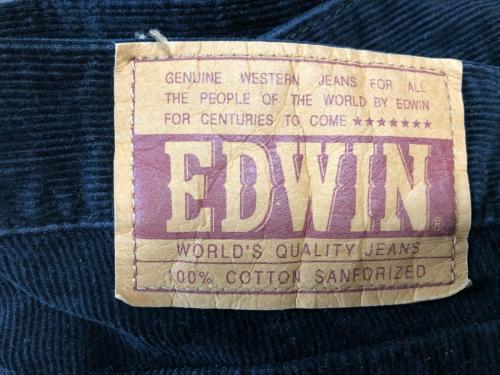 GENUINE WESTERN JEANS FOR ALL
THE PEOPLE OF THE WORLD BY EDWIN
FOR CENTURIES TO COME ★★★★★★★
EDWIN®
WORLD'S QUALITY JEANS
100% COTTON SANFORIZED